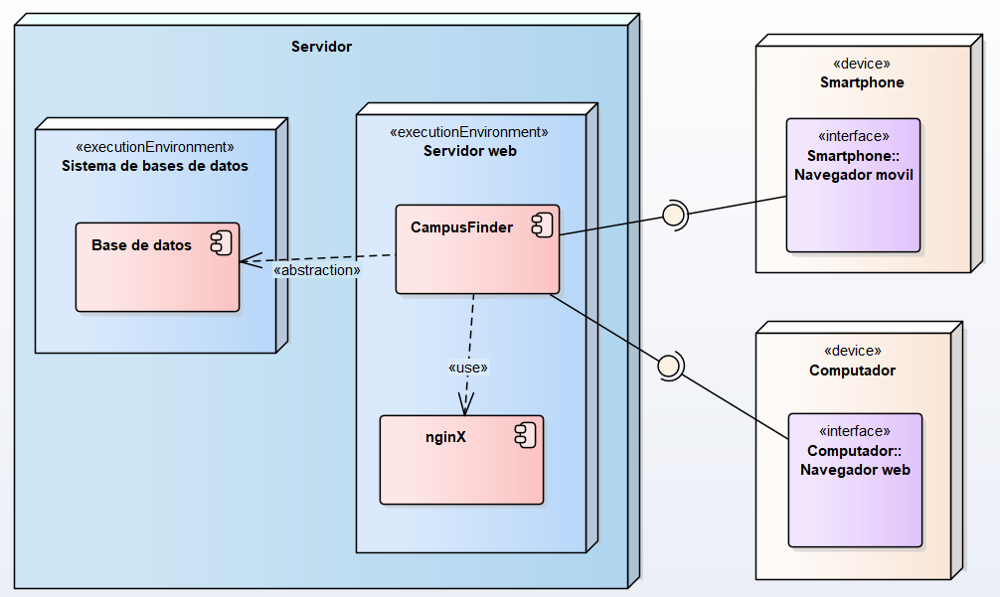 Servidor
«executionEnvironment»
Sistema de bases de datos
Base de datos
«executionEnvironment»
Servidor web
CampusFinder
«abstraction»
«use»
nginX
«device»
Smartphone
«interface»
Smartphone::
Navegador movil
«device»
Computador
«interface»
Computador::
Navegador web